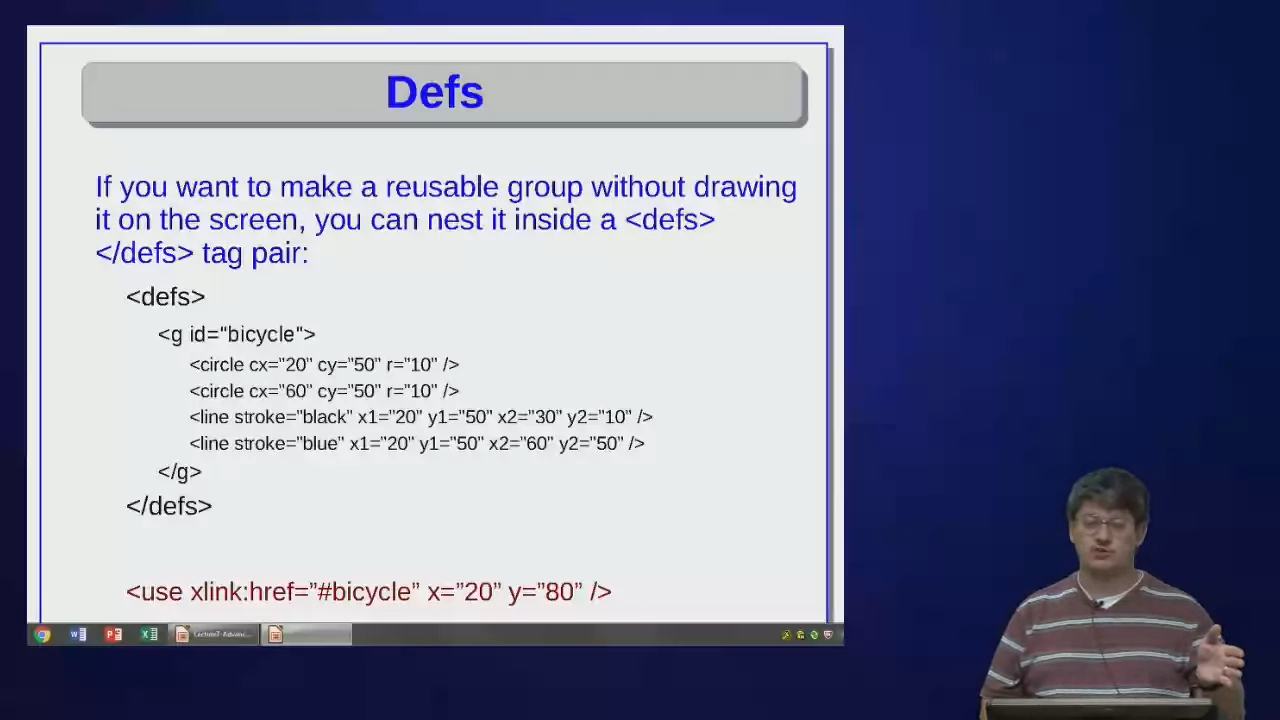 Defs
If you want to make a reusable group without drawing
it on the screen, you can nest it inside a <defs>
</defs> tag pair:
<defs>
<g id="bicycle">
<circle cx="20” cy="50” r="10” />
<circle cx="60” cy="50” r="10” />
<line stroke=”black” x1=”20” y1=”50” x2=”30” y2=”10” />
<line stroke=”blue” x1=”20” y1=”50” x2=”60” y2=”50” />
</g>
</defs>
<use xlink:href=”#bicycle” x=”20” y=”80” />
Lecture7-Advanc...